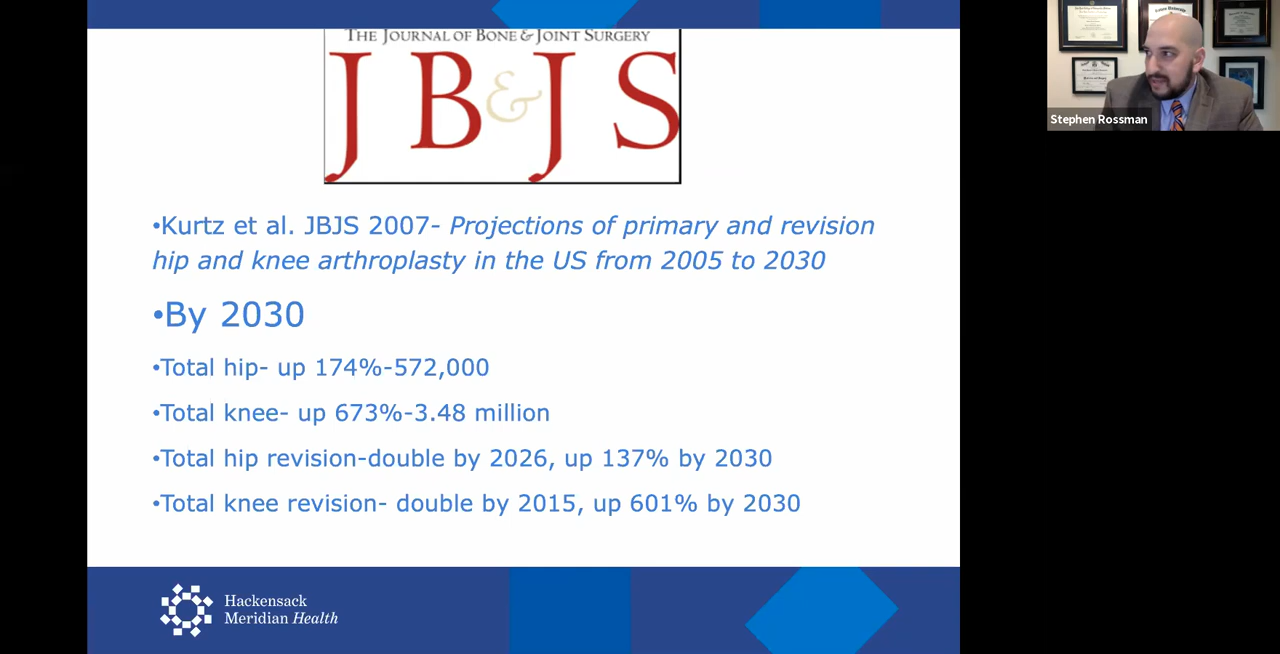 THE JOURNAL OF BONE & JOINT SURGERY
JB&JS
•Kurtz et al. JBJS 2007- Projections of primary and revision
hip and knee arthroplasty in the US from 2005 to 2030
•By 2030
•Total hip- up 174%-572,000
•Total knee- up 673%-3.48 million
•Total hip revision-double by 2026, up 137% by 2030
•Total knee revision- double by 2015, up 601% by 2030
Hackensack
Meridian Health
Stephen Rossman